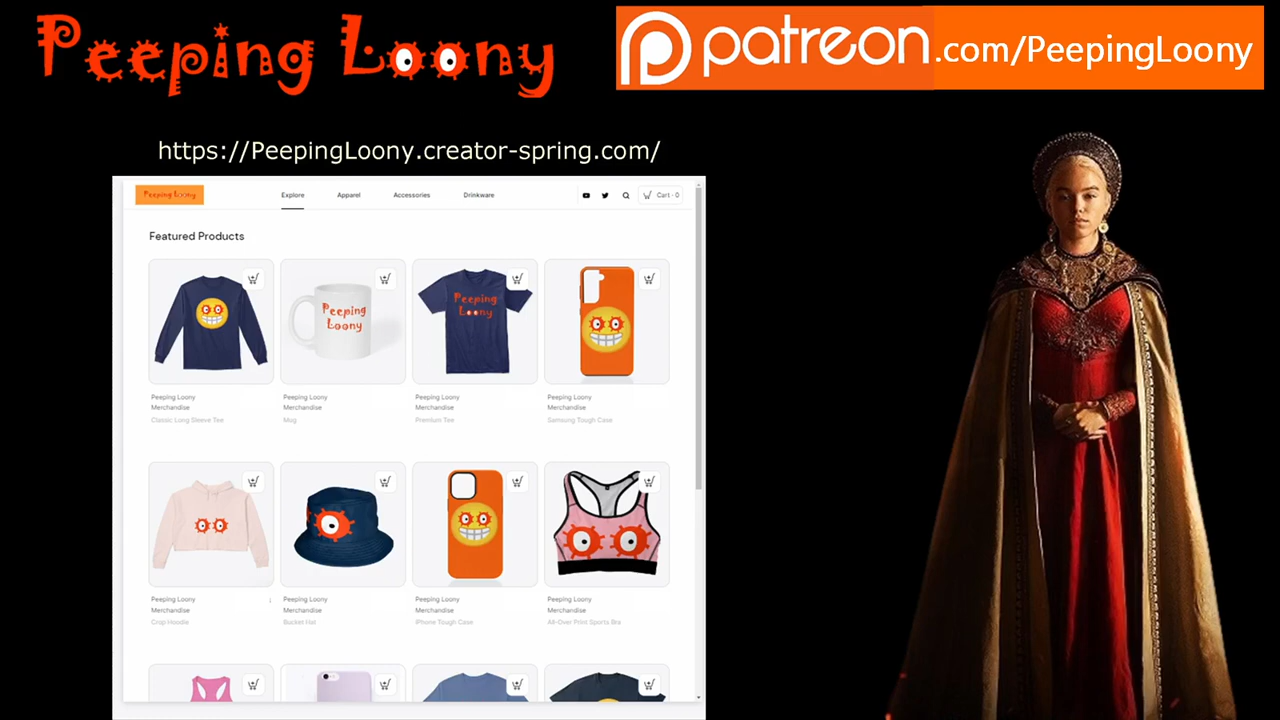 Peeping Loony
patreon.com/PeepingLoony
https://PeepingLoony.creator-spring.com/
Peeping Loony
Explore
Apparel
Accessories
Drinkware
Cart · 0
Featured Products
Peeping
Loony
Peeping
Loony
Peeping Loony
Merchandise
Classic Long Sleeve Tee
Peeping Loony
Merchandise
Mug
Peeping Loony
Merchandise
Premium Tee
Peeping Loony
Merchandise
Samsung Tough Case
Peeping Loony
Merchandise
Crop Hoodie
Peeping Loony
Merchandise
Bucket Hat
Peeping Loony
Merchandise
iPhone Tough Case
Peeping Loony
Merchandise
All-Over Print Sports Bra